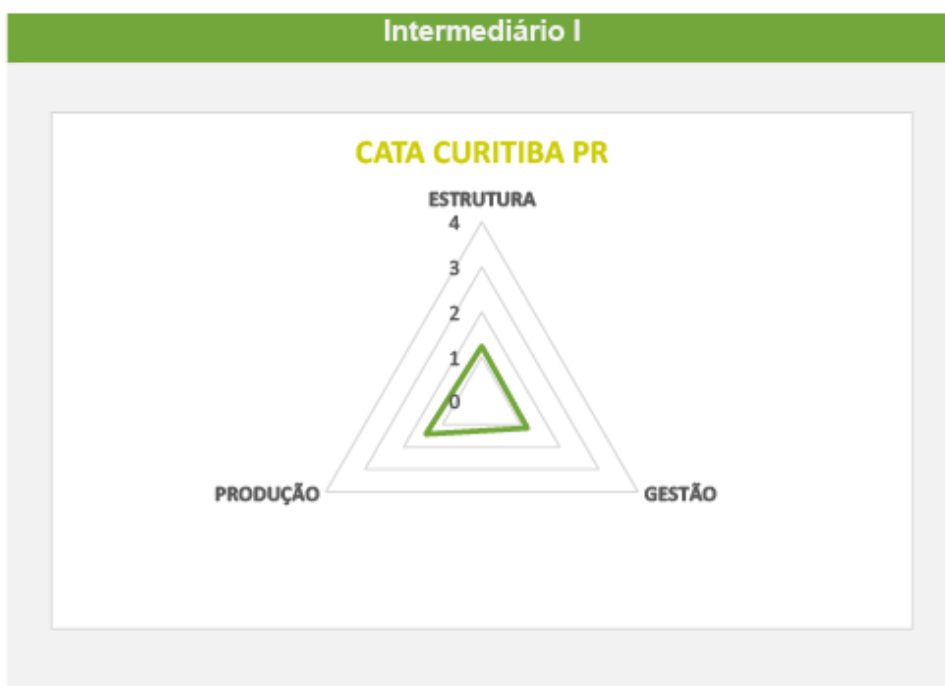 Intermediário I
CATA CURITIBA PR
ESTRUTURA
4
3
2
1
0
PRODUÇÃO
GESTÃO